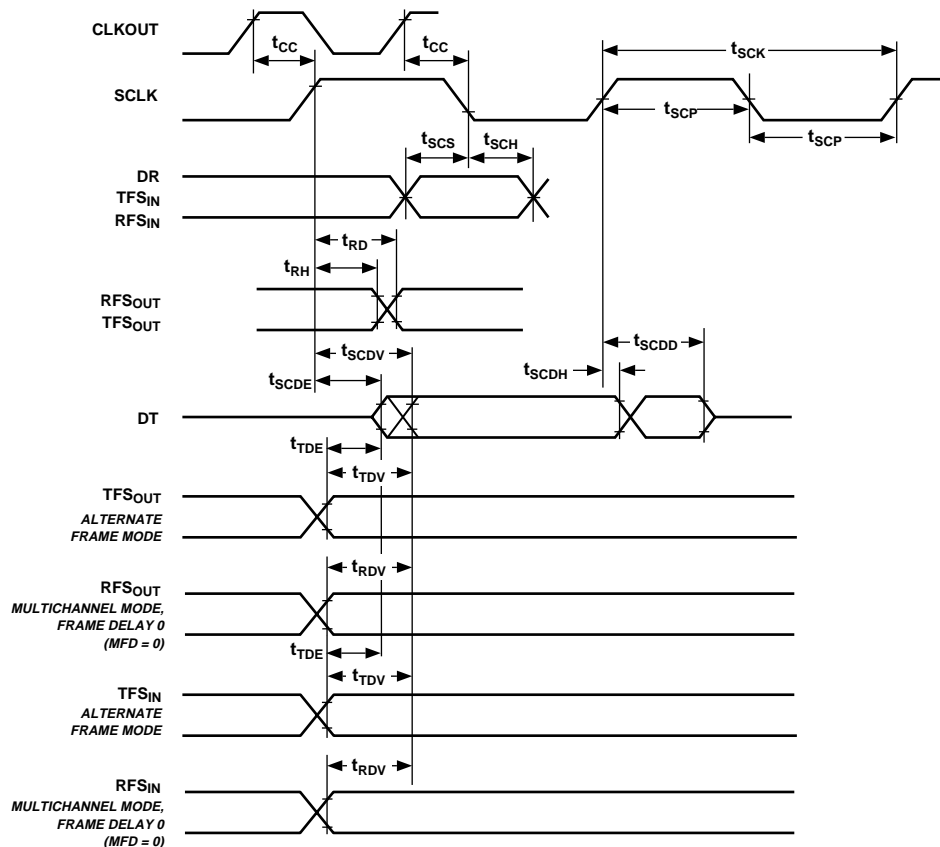 CLKOUT
tCC
tCC
tSCK
SCLK
tSCP
tSCP
tSCS
tSCH
DR
TFSIN
RFSIN
tRD
tRH
RFSOUT
TFSOUT
tSCDV
tSCDD
tSCDH
tSCDE
DT
tTDE
tTDV
TFSOUT
ALTERNATE
FRAME MODE
tRDV
RFSOUT
MULTICHANNEL MODE,
FRAME DELAY 0
(MFD = 0)
tTDE
tTDV
TFSIN
ALTERNATE
FRAME MODE
tRDV
RFSIN
MULTICHANNEL MODE,
FRAME DELAY 0
(MFD = 0)